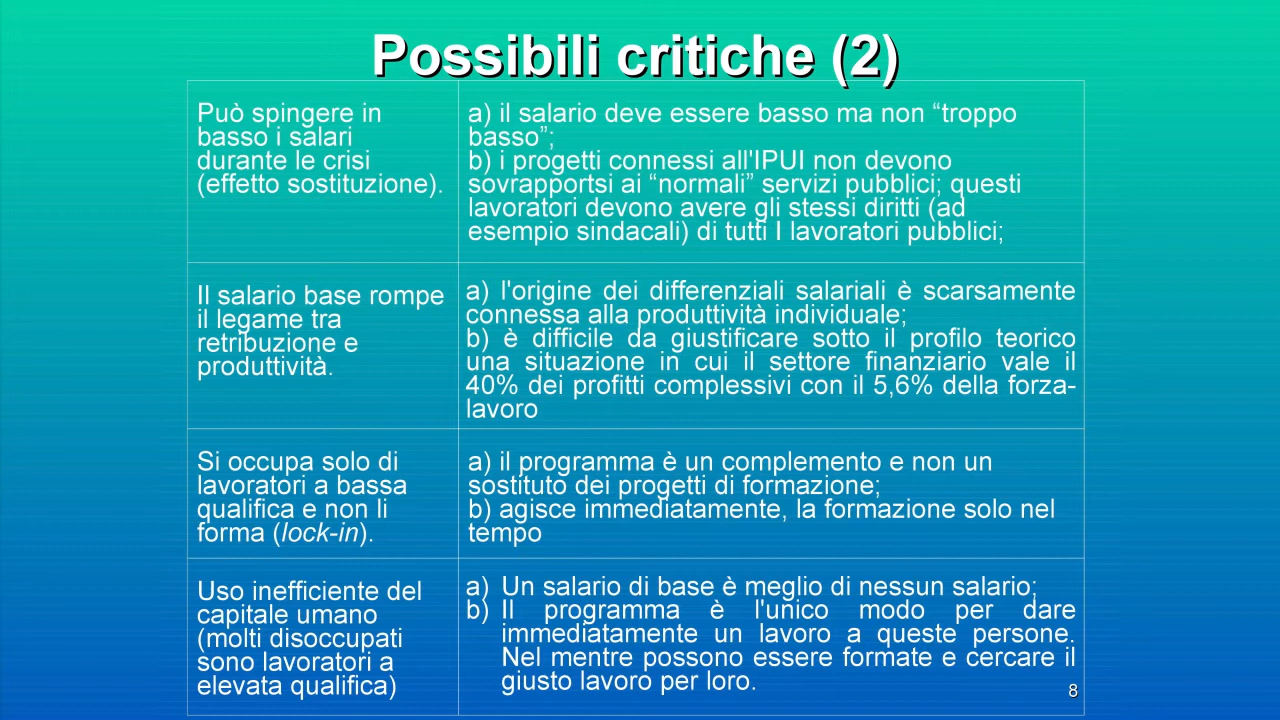 Possibili critiche (2)
Può spingere in
basso i salari
durante le crisi
(effetto sostituzione).
a) il salario deve essere basso ma non “troppo
basso”;
b) i progetti connessi all'IPUI non devono
sovrapportsi ai “normali” servizi pubblici; questi
lavoratori devono avere gli stessi diritti (ad
esempio sindacali) di tutti I lavoratori pubblici;
Il salario base rompe
il legame tra
retribuzione e
produttività.
a) l'origine dei differenziali salariali è scarsamente
connessa alla produttività individuale;
b) è difficile da giustificare sotto il profilo teorico
una situazione in cui il settore finanziario vale il
40% dei profitti complessivi con il 5,6% della forza-
lavoro
Si occupa solo di
lavoratori a bassa
qualifica e non li
forma (lock-in).
a) il programma è un complemento e non un
sostituto dei progetti di formazione;
b) agisce immediatamente, la formazione solo nel
tempo
Uso inefficiente del
capitale umano
(molti disoccupati
sono lavoratori a
elevata qualifica)
a) Un salario di base è meglio di nessun salario;
b) Il programma è l'unico modo per dare
immediatamente un lavoro a queste persone.
Nel mentre possono essere formate e cercare il
giusto lavoro per loro.
8